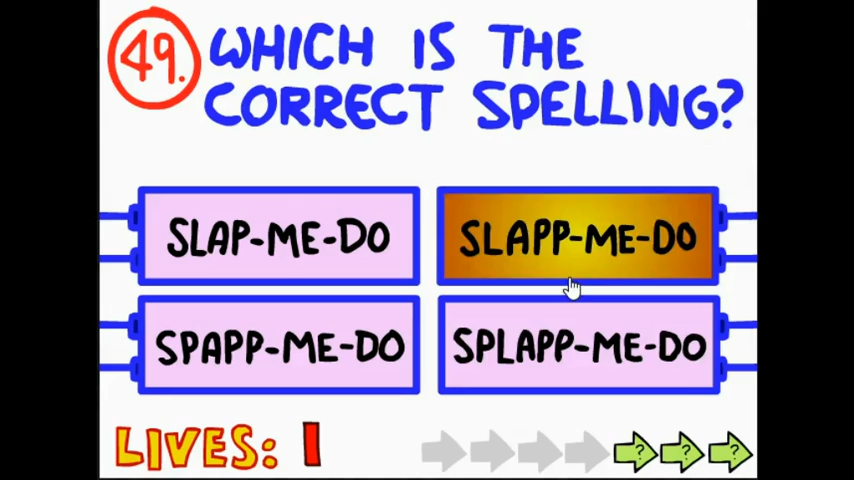 49. WHICH IS THE
CORRECT SPELLING?
SLAP-ME-DO
SLAPP-ME-DO
SPAPP-ME-DO
SPLAPP-ME-DO
LIVES: 1
? ? ?